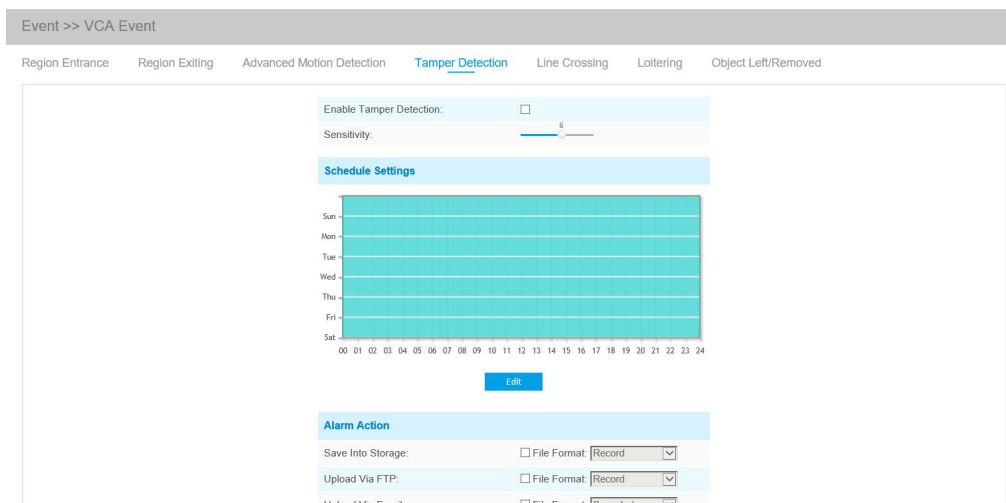 Event >> VCA Event
Region Entrance Region Exiting Advanced Motion Detection Tamper Detection Line Crossing Loitering Object Left/Removed
Enable Tamper Detection:
6
Sensitivity:
Schedule Settings
Sun
Mon
Tue
Wed
Thu
Fri
Sat
00 01 02 03 04 05 06 07 08 09 10 11 12 13 14 15 16 17 18 19 20 21 22 23 24
Edit
Alarm Action
Save Into Storage: File Format: Record
Upload Via FTP: File Format: Record